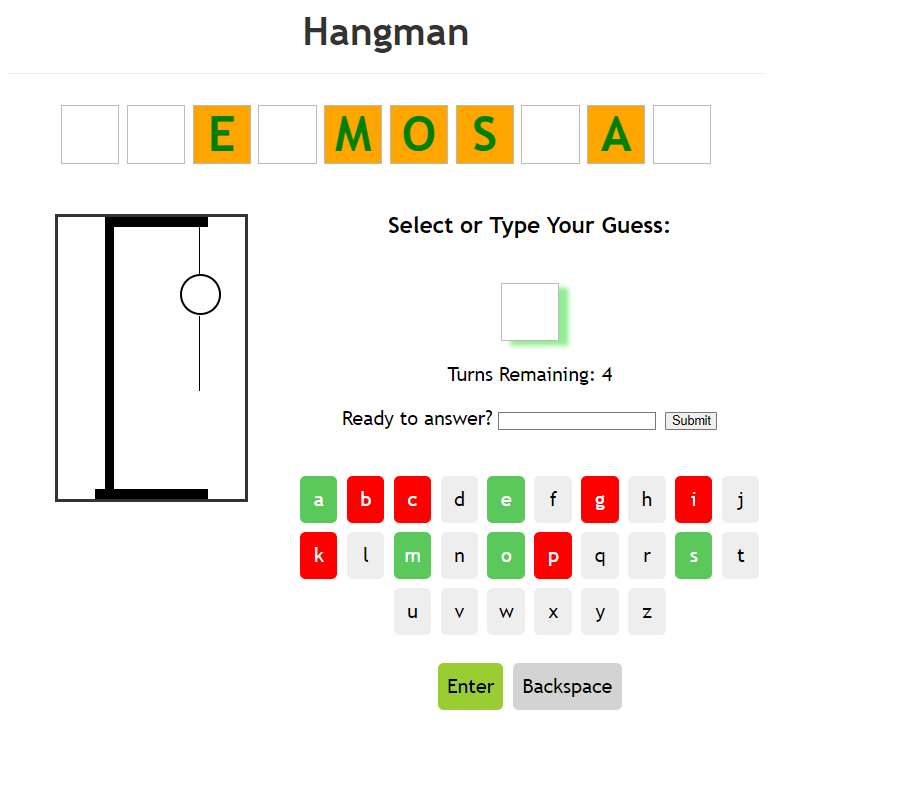 Hangman
E M O S A
Select or Type Your Guess:
Turns Remaining: 4
Ready to answer? Submit
a b c d e f g h i j
k l m n o p q r s t
u v w x y z
Enter Backspace